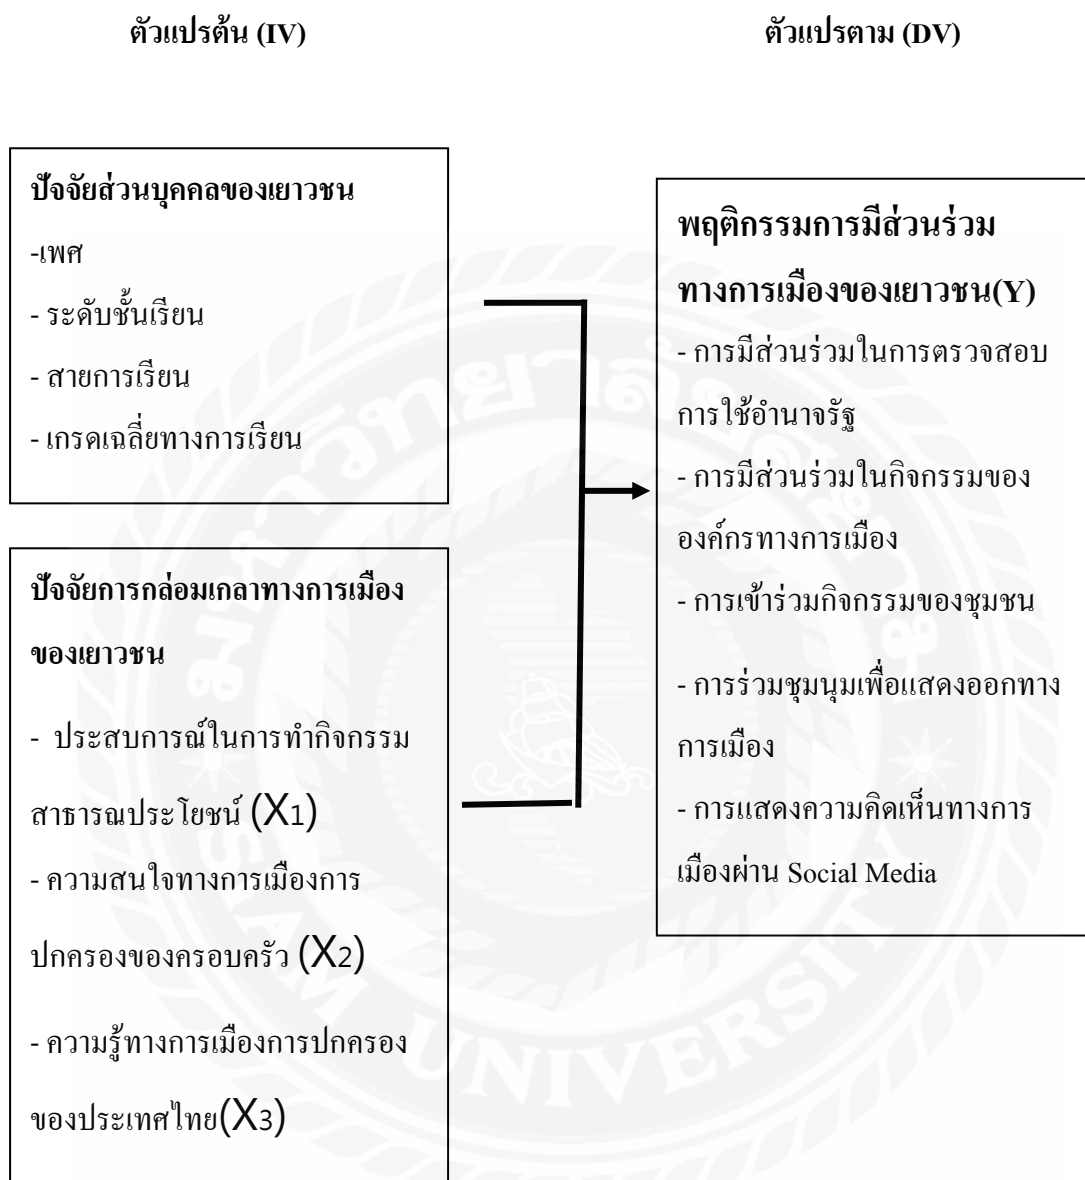 ตัวแปรต้น (IV)
ตัวแปรตาม (DV)
ปัจจัยส่วนบุคคลของเยาวชน
-เพศ
- ระดับชั้นเรียน
- สายการเรียน
- เกรดเฉลี่ยทางการเรียน
ปัจจัยการกล่อมเกลาทางการเมือง
ของเยาวชน
- ประสบการณ์ในการทำกิจกรรม
สาธารณประโยชน์ (X1)
- ความสนใจทางการเมืองการ
ปกครองของครอบครัว (X2)
- ความรู้ทางการเมืองการปกครอง
ของประเทศไทย(X3)
พฤติกรรมการมีส่วนร่วม
ทางการเมืองของเยาวชน(Y)
- การมีส่วนร่วมในการตรวจสอบ
การใช้อำนาจรัฐ
- การมีส่วนร่วมในกิจกรรมของ
องค์กรทางการเมือง
- การเข้าร่วมกิจกรรมของชุมชน
- การร่วมชุมนุมเพื่อแสดงออกทาง
การเมือง
- การแสดงความคิดเห็นทางการ
เมืองผ่าน Social Media
มหาวิทยาลัยสยาม
SIAM UNIVERSITY